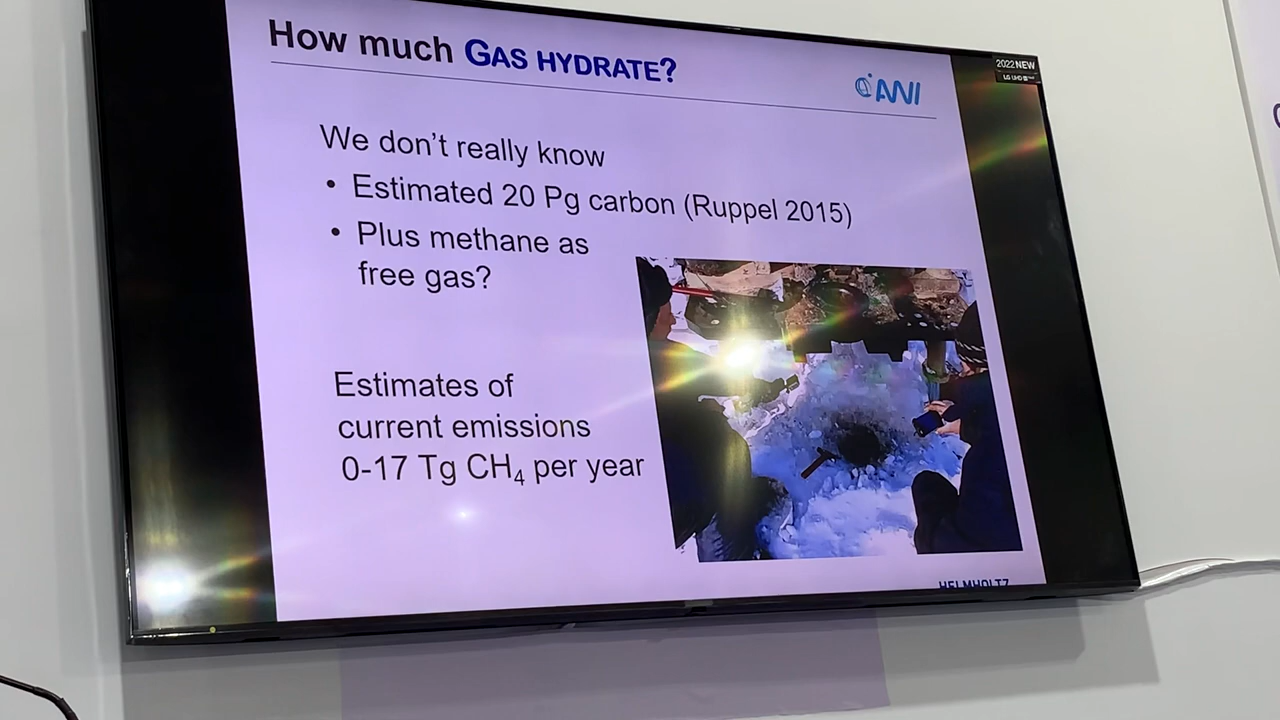 How much GAS HYDRATE?
2022 NEW
We don't really know
• Estimated 20 Pg carbon (Ruppel 2015)
• Plus methane as
free gas?
Estimates of
current emissions
0-17 Tg CH₄ per year
HELMHOLTZ